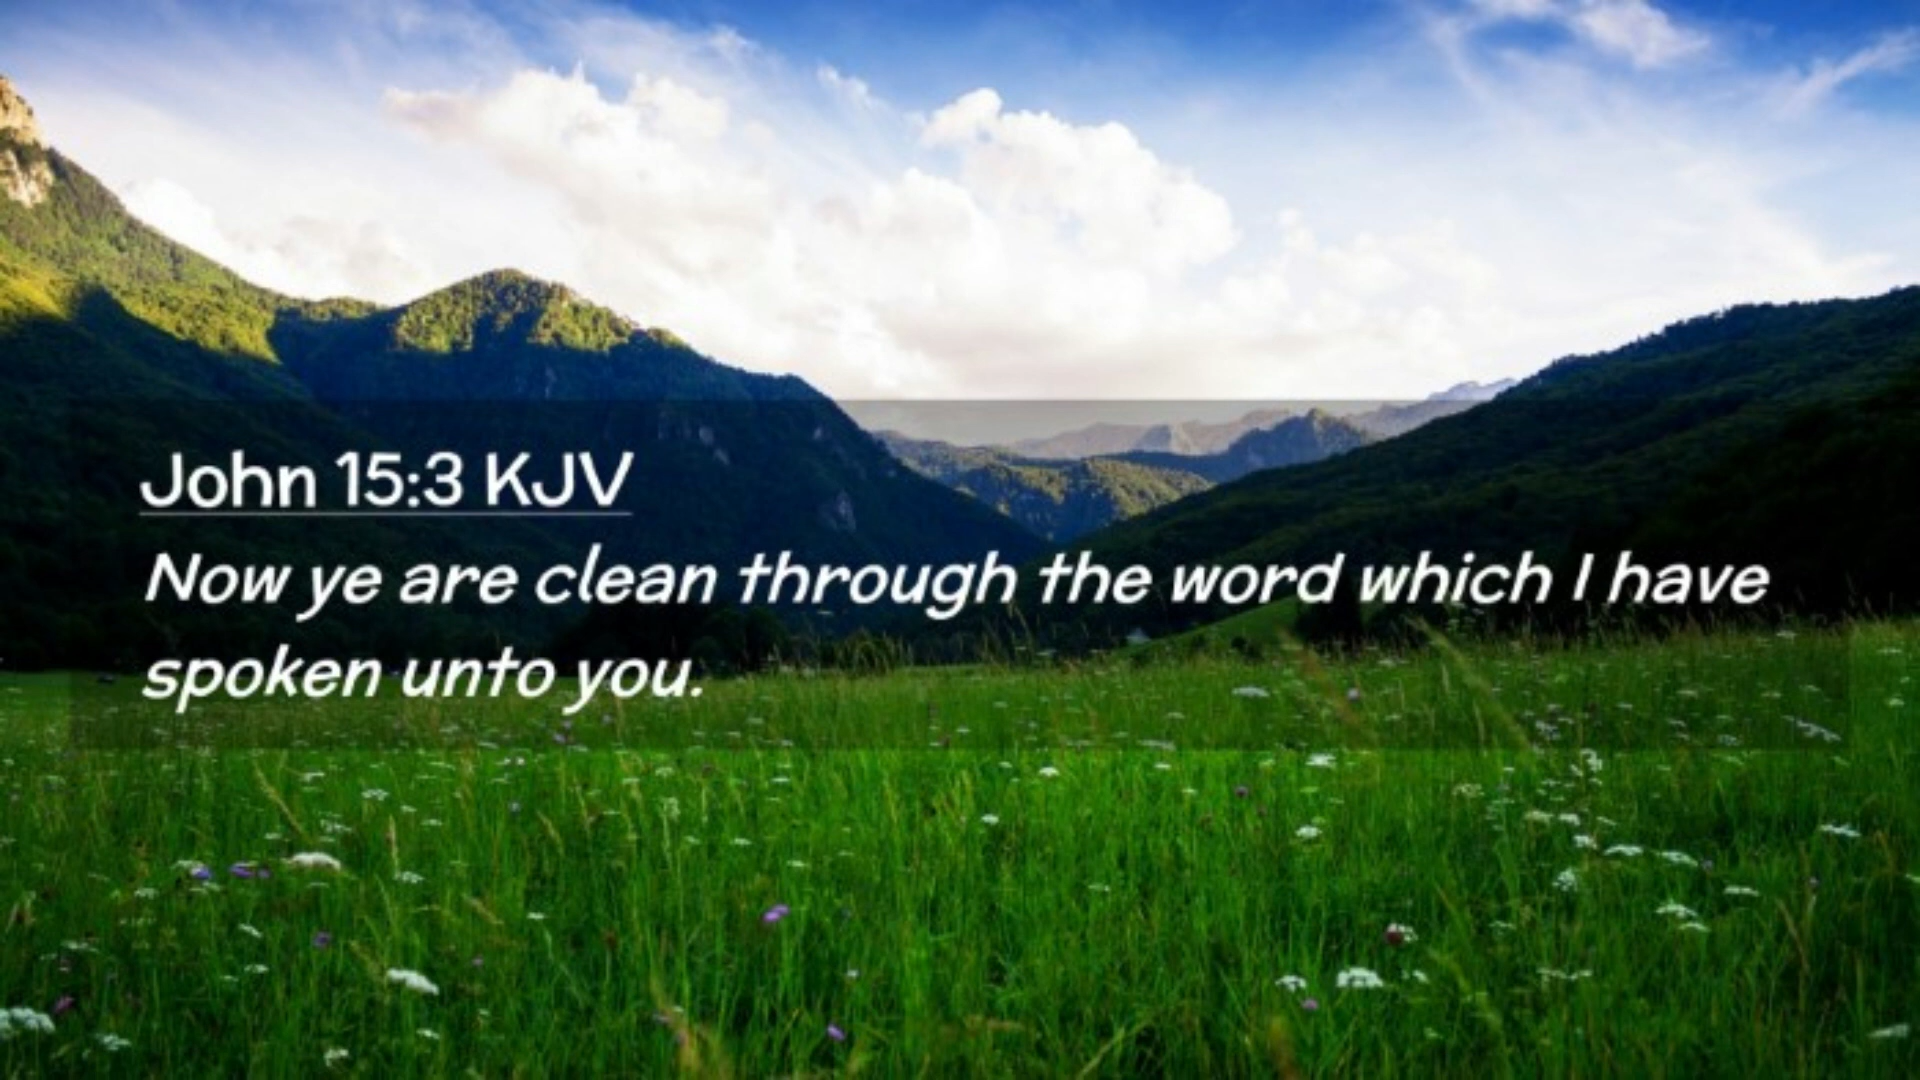 John 15:3 KJV
Now ye are clean through the word which I have
spoken unto you.